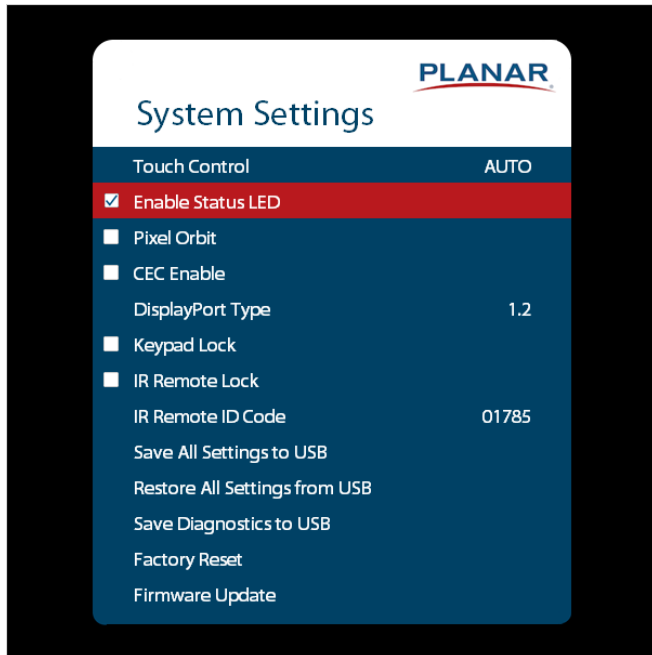 PLANAR
System Settings
Touch Control AUTO
Enable Status LED
Pixel Orbit
CEC Enable
DisplayPort Type 1.2
Keypad Lock
IR Remote Lock
IR Remote ID Code 01785
Save All Settings to USB
Restore All Settings from USB
Save Diagnostics to USB
Factory Reset
Firmware Update